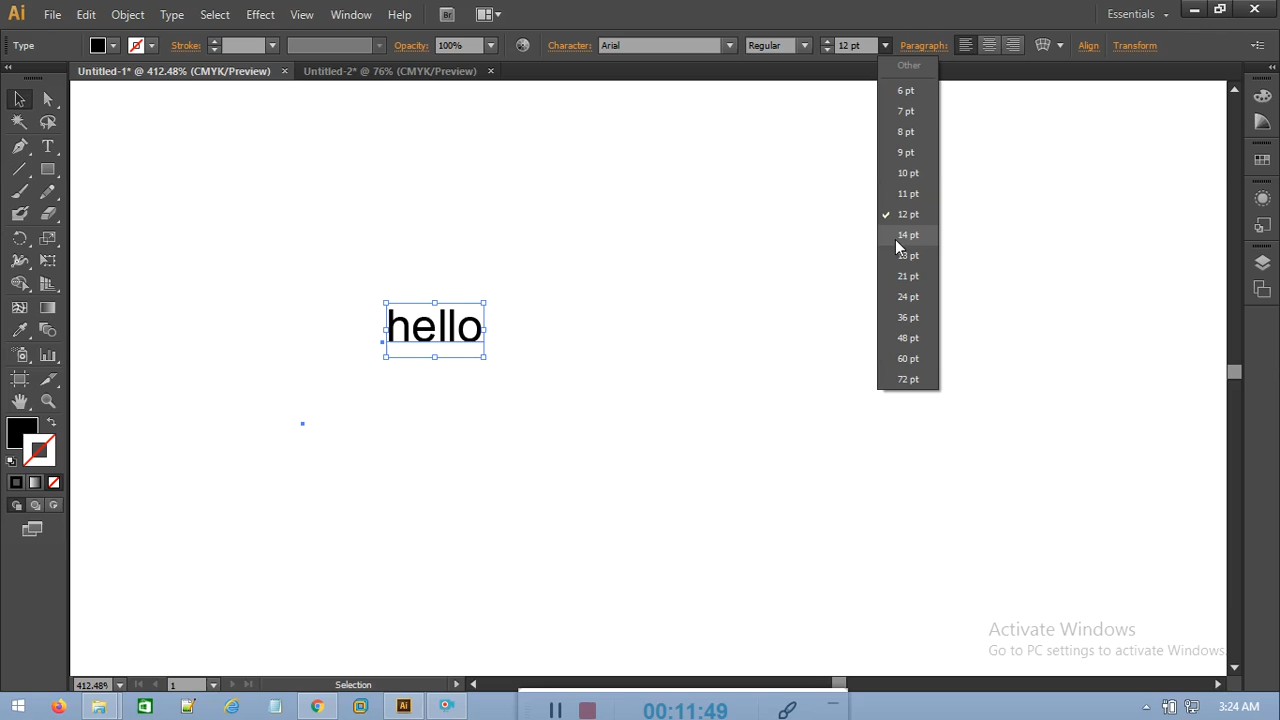 Ai File Edit Object Type Select Effect View Window Help Br Essentials
Type Stroke: Opacity: 100% Character: Arial Regular 12 pt Paragraph: Align Transform
Untitled-1* @ 412.48% (CMYK/Preview) Untitled-2* @ 76% (CMYK/Preview)
Other
6 pt
7 pt
8 pt
9 pt
10 pt
11 pt
12 pt
14 pt
18 pt
21 pt
24 pt
36 pt
48 pt
60 pt
72 pt
hello
Activate Windows
Go to PC settings to activate Windows.
412.48% 1 Selection
00:11:49
3:24 AM